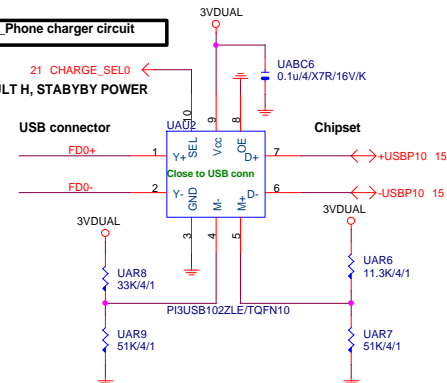 _Phone charger circuit
3VDUAL
21 CHARGE_SEL0
ULT H, STABYBY POWER
UABC6
0.1u/4/X7R/16V/K
USB connector
UAU2
Chipset
10
9
8
SEL
Vcc
OE
FD0+
1
Y+
D+
7
+USBP10 15
Close to USB conn
FD0-
2
Y-
D-
6
-USBP10 15
GND
M-
M+
3
4
5
3VDUAL
3VDUAL
UAR8
33K/4/1
UAR6
11.3K/4/1
PI3USB102ZLE/TQFN10
UAR9
51K/4/1
UAR7
51K/4/1